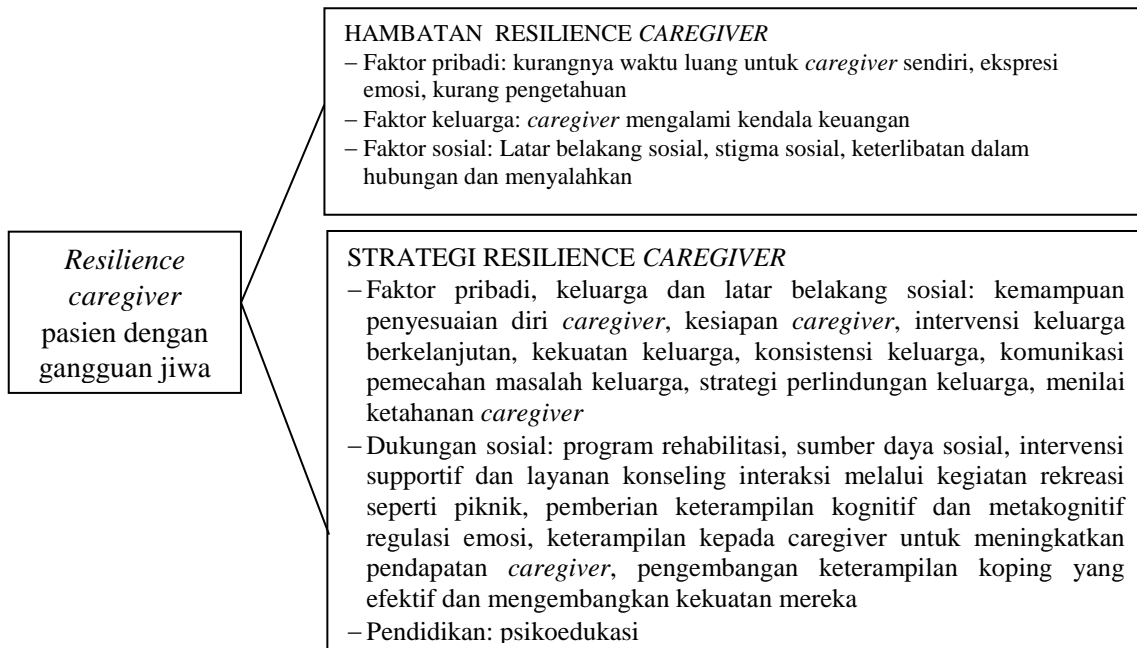 HAMBATAN RESILIENCE CAREGIVER
– Faktor pribadi: kurangnya waktu luang untuk caregiver sendiri, ekspresi
emosi, kurang pengetahuan
– Faktor keluarga: caregiver mengalami kendala keuangan
– Faktor sosial: Latar belakang sosial, stigma sosial, keterlibatan dalam
hubungan dan menyalahkan
Resilience
caregiver
pasien dengan
gangguan jiwa
STRATEGI RESILIENCE CAREGIVER
– Faktor pribadi, keluarga dan latar belakang sosial: kemampuan
penyesuaian diri caregiver, kesiapan caregiver, intervensi keluarga
berkelanjutan, kekuatan keluarga, konsistensi keluarga, komunikasi
pemecahan masalah keluarga, strategi perlindungan keluarga, menilai
ketahanan caregiver
– Dukungan sosial: program rehabilitasi, sumber daya sosial, intervensi
supportif dan layanan konseling interaksi melalui kegiatan rekreasi
seperti piknik, pemberian keterampilan kognitif dan metakognitif
regulasi emosi, keterampilan kepada caregiver untuk meningkatkan
pendapatan caregiver, pengembangan keterampilan koping yang
efektif dan mengembangkan kekuatan mereka
– Pendidikan: psikoedukasi